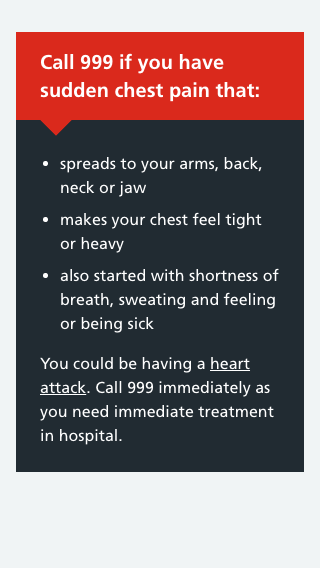 Call 999 if you have
sudden chest pain that:
• spreads to your arms, back,
neck or jaw
• makes your chest feel tight
or heavy
• also started with shortness of
breath, sweating and feeling
or being sick
You could be having a heart
attack. Call 999 immediately as
you need immediate treatment
in hospital.